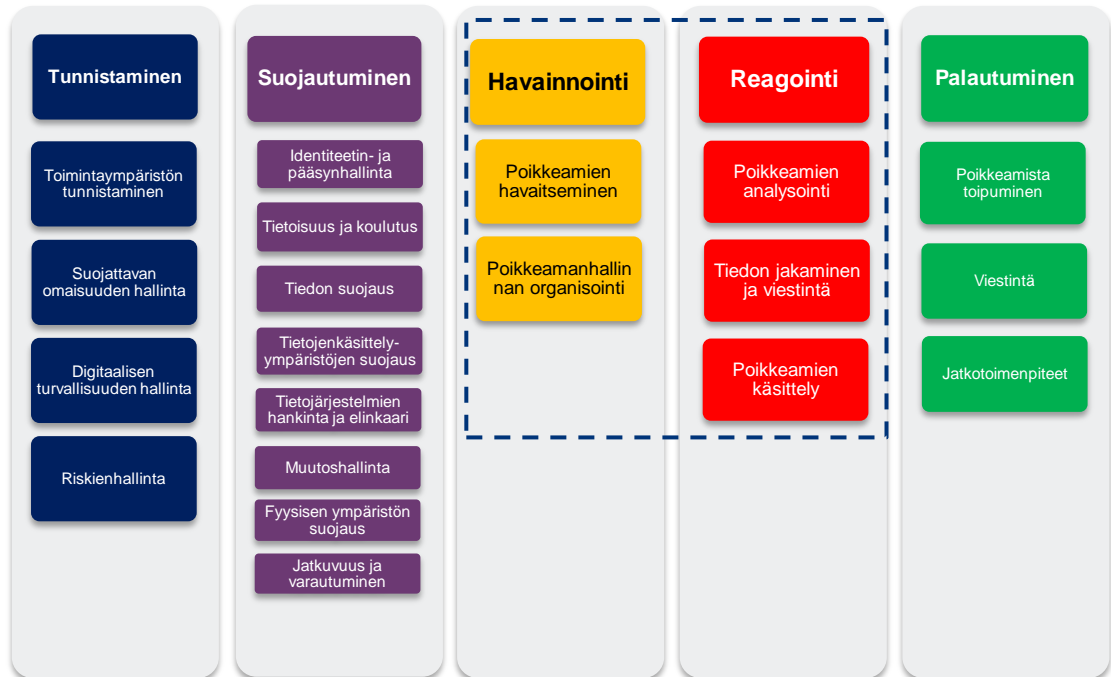 Tunnistaminen
Toimintaympäristön
tunnistaminen
Suojattavan
omaisuuden hallinta
Digitaalisen
turvallisuuden hallinta
Riskienhallinta
Suojautuminen
Identiteetin- ja
pääsynhallinta
Tietoisuus ja koulutus
Tiedon suojaus
Tietojenkäsittely-
ympäristöjen suojaus
Tietojärjestelmien
hankinta ja elinkaari
Muutoshallinta
Fyysisen ympäristön
suojaus
Jatkuvuus ja
varautuminen
Havainnointi
Poikkeamien
havaitseminen
Poikkeamanhallin
nan organisointi
Reagointi
Poikkeamien
analysointi
Tiedon jakaminen
ja viestintä
Poikkeamien
käsittely
Palautuminen
Poikkeamista
toipuminen
Viestintä
Jatkotoimenpiteet